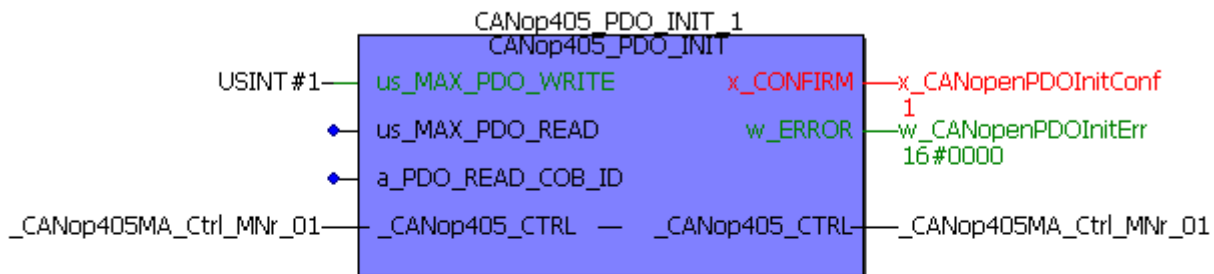 CANop405_PDO_INIT_1
CANop405_PDO_INIT
USINT#1 us_MAX_PDO_WRITE x_CONFIRM x_CANopenPDOInitConf
1
us_MAX_PDO_READ w_ERROR w_CANopenPDOInitErr
16#0000
a_PDO_READ_COB_ID
_CANop405MA_Ctrl_MNr_01 _CANop405_CTRL — _CANop405_CTRL _CANop405MA_Ctrl_MNr_01